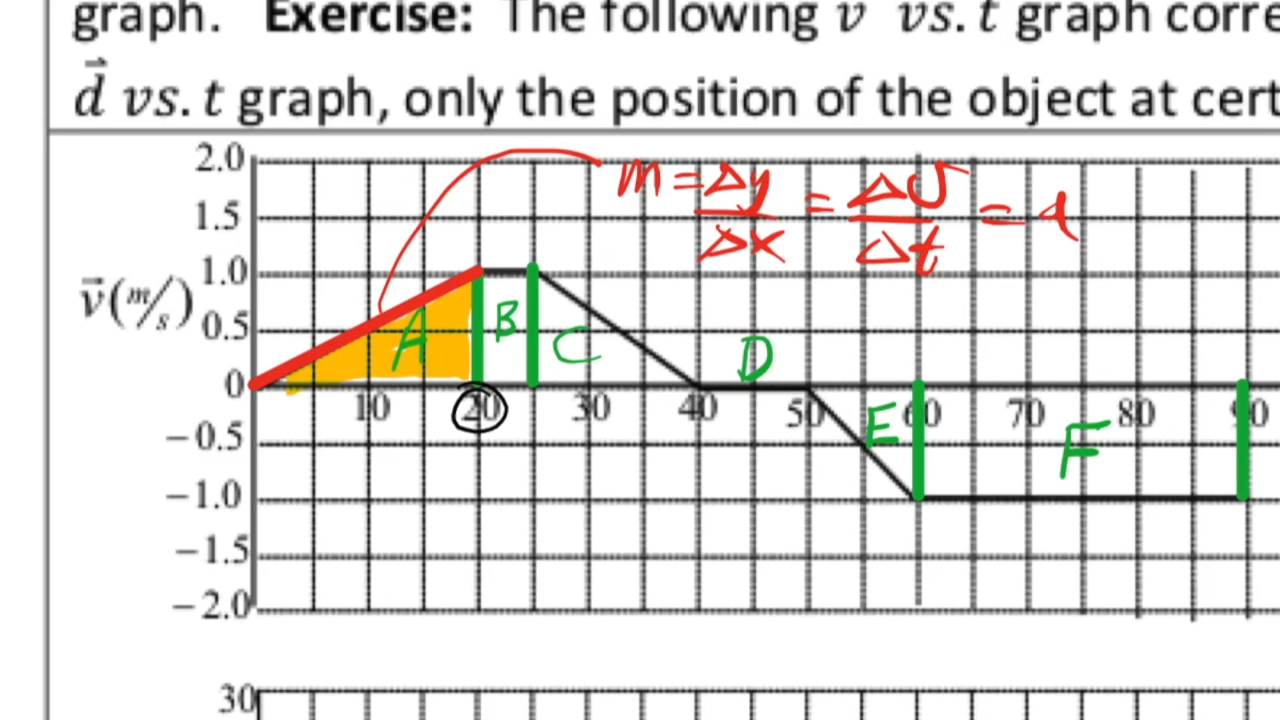 graph. Exercise: The following v vs. t graph corre
d⃗ vs. t graph, only the position of the object at cert
2.0
1.5
1.0
0.5
0
−0.5
−1.0
−1.5
−2.0
v⃗(m/s)
m = Δy/Δx = Δv/Δt = a
A
B
C
D
E
F
10 20 30 40 50 60 70 80 90
30